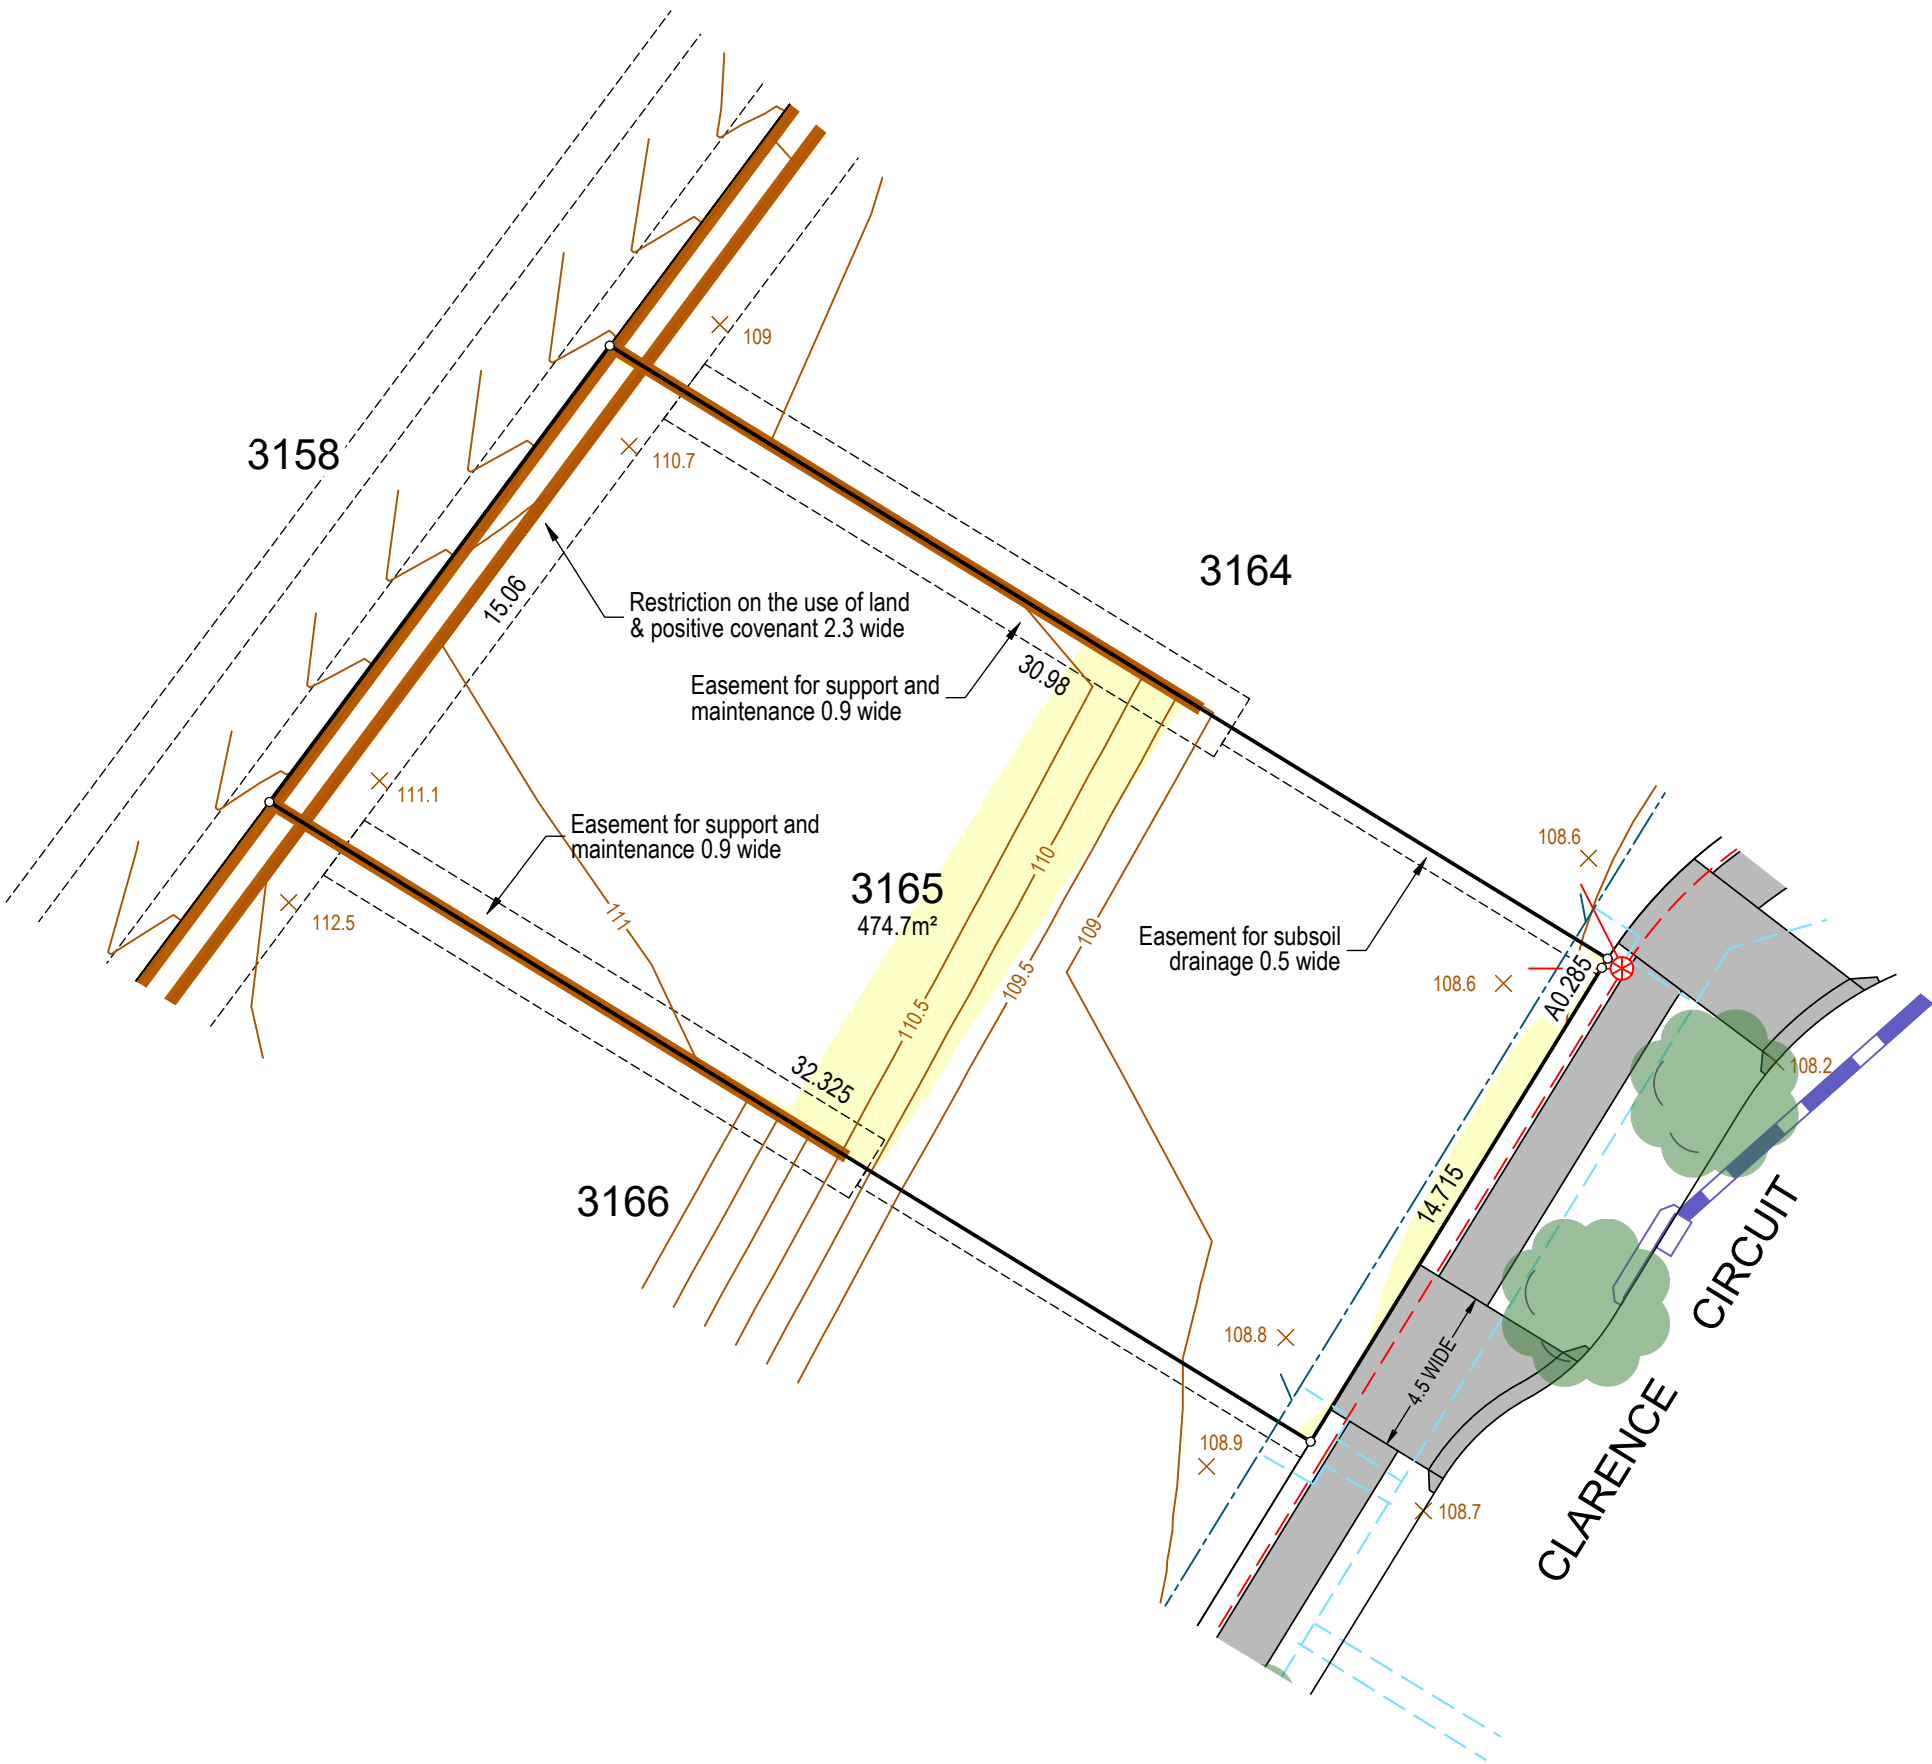 109
3158
110.7
3164
15.06
Restriction on the use of land
& positive covenant 2.3 wide
30.98
Easement for support and
maintenance 0.9 wide
111.1
Easement for support and
maintenance 0.9 wide
108.6
110
3165
474.7m²
112.5
111
109
Easement for subsoil
drainage 0.5 wide
109.5
108.6
A0.285
110.5
108.2
32.325
3166
14.715
108.8
4.5 WIDE
108.9
108.7
CLARENCE CIRCUIT